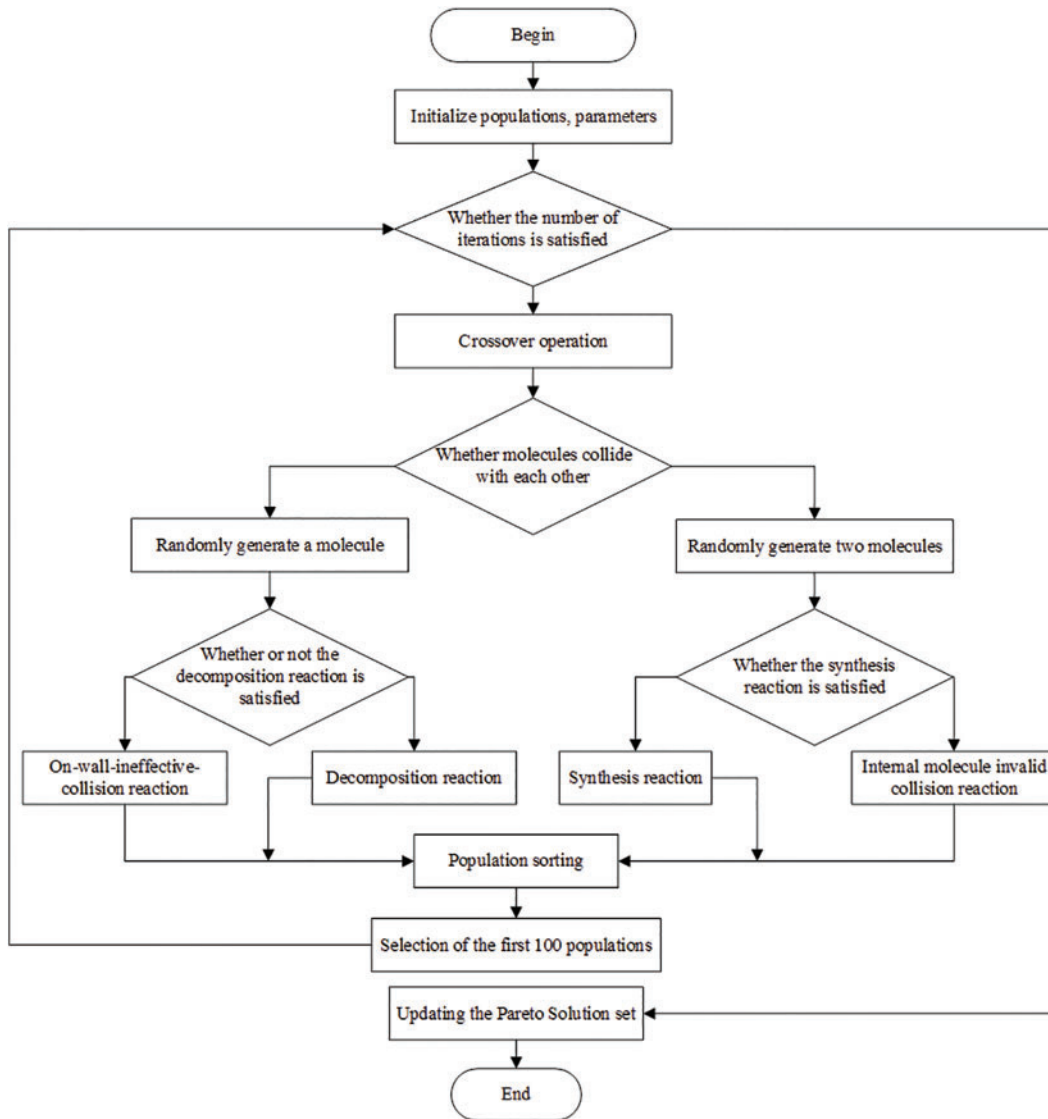 Begin
Initialize populations, parameters
Whether the number of
iterations is satisfied
Crossover operation
Whether molecules collide
with each other
Randomly generate a molecule
Randomly generate two molecules
Whether or not the
decomposition reaction is
satisfied
Whether the synthesis
reaction is satisfied
On-wall-ineffective-
collision reaction
Decomposition reaction
Synthesis reaction
Internal molecule invalid
collision reaction
Population sorting
Selection of the first 100 populations
Updating the Pareto Solution set
End